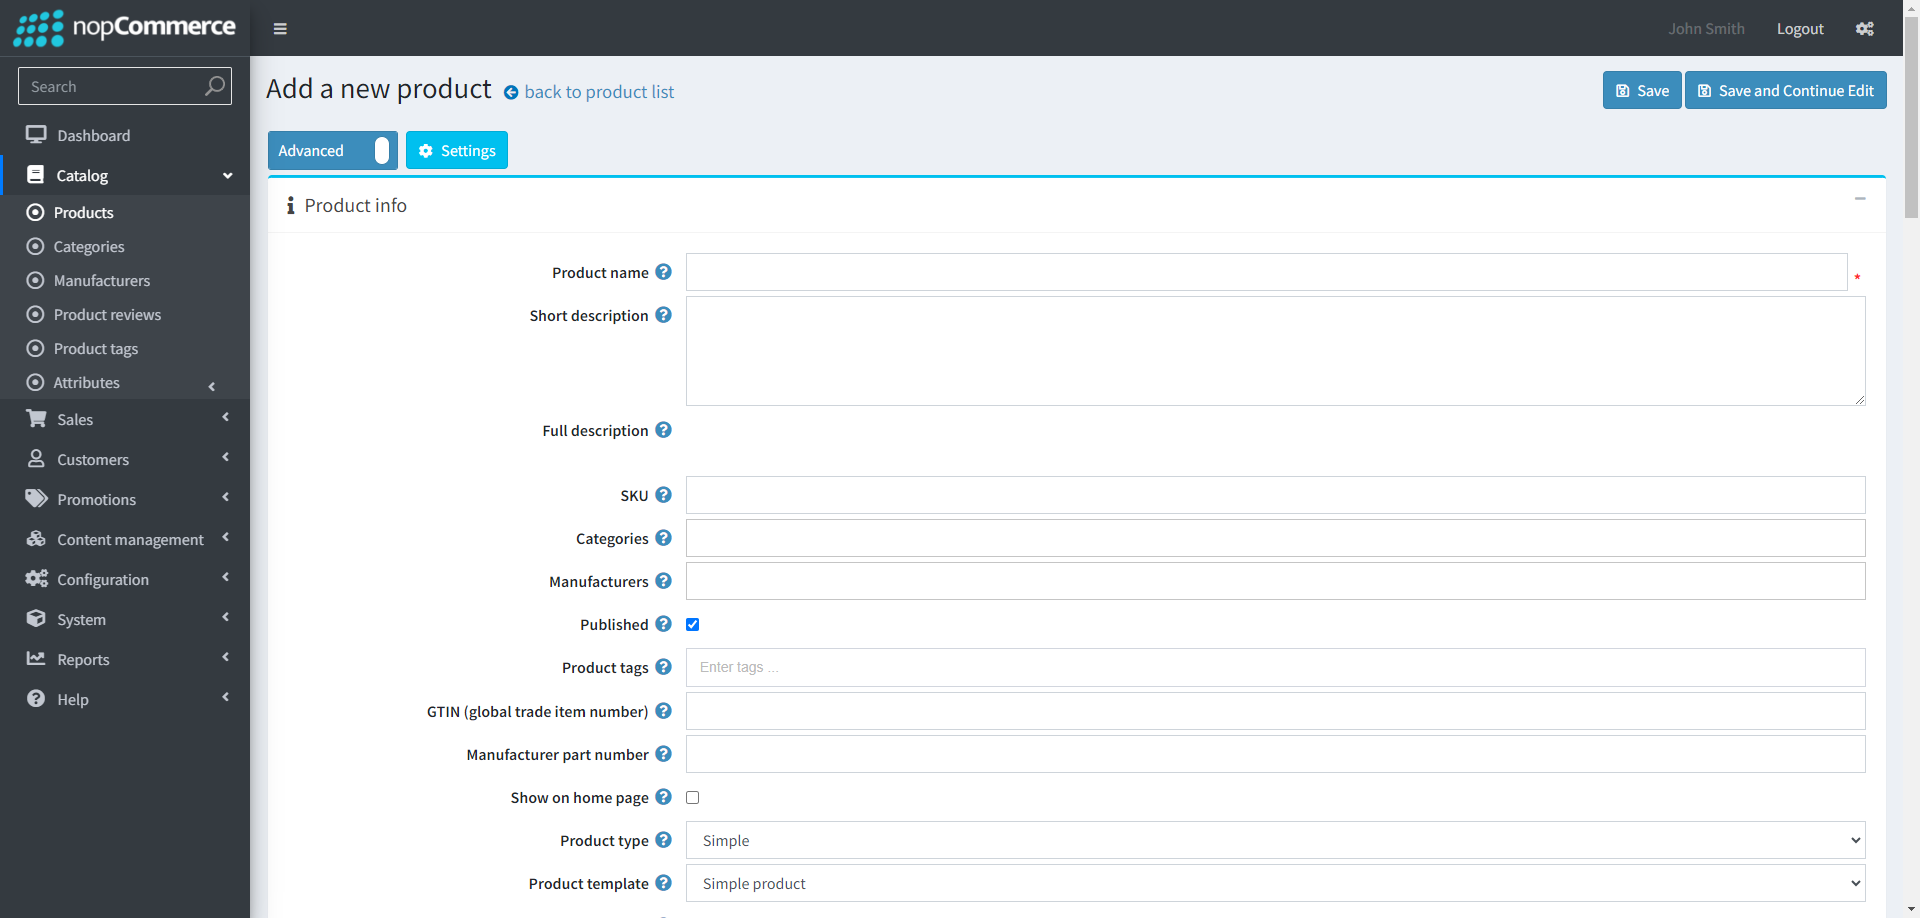 nopCommerce
John Smith
Logout
Search
Add a new product
back to product list
Save
Save and Continue Edit
Dashboard
Advanced
Settings
Catalog
Product info
Products
Categories
Manufacturers
Product reviews
Product tags
Attributes
Sales
Customers
Promotions
Content management
Configuration
System
Reports
Help
Product name
*
Short description
Full description
SKU
Categories
Manufacturers
Published
Product tags
Enter tags ...
GTIN (global trade item number)
Manufacturer part number
Show on home page
Product type
Simple
Product template
Simple product